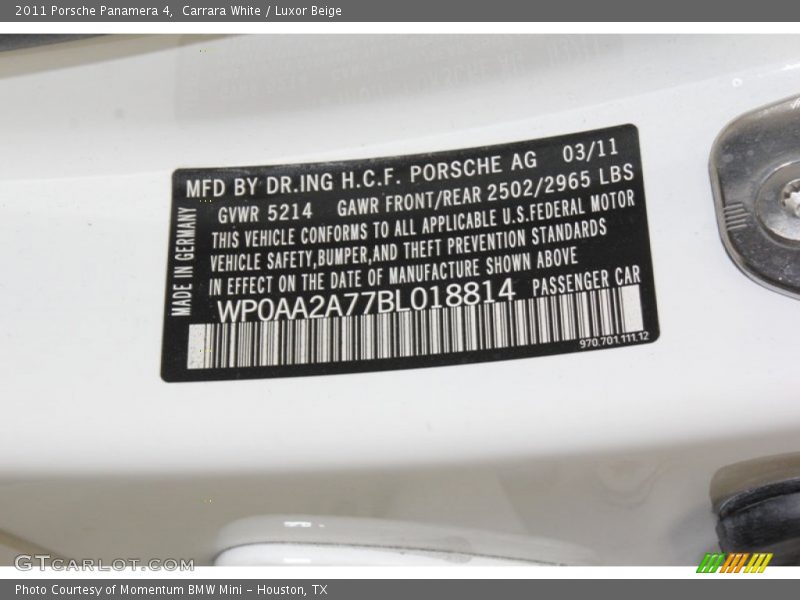 2011 Porsche Panamera 4, Carrara White / Luxor Beige
MFD BY DR.ING H.C.F. PORSCHE AG 03/11
GVWR 5214 GAWR FRONT/REAR 2502/2965 LBS
THIS VEHICLE CONFORMS TO ALL APPLICABLE U.S.FEDERAL MOTOR
VEHICLE SAFETY,BUMPER,AND THEFT PREVENTION STANDARDS
IN EFFECT ON THE DATE OF MANUFACTURE SHOWN ABOVE
WP0AA2A77BL018814 PASSENGER CAR
970.701.111.12
MADE IN GERMANY
GTCARLOT.COM
Photo Courtesy of Momentum BMW Mini - Houston, TX